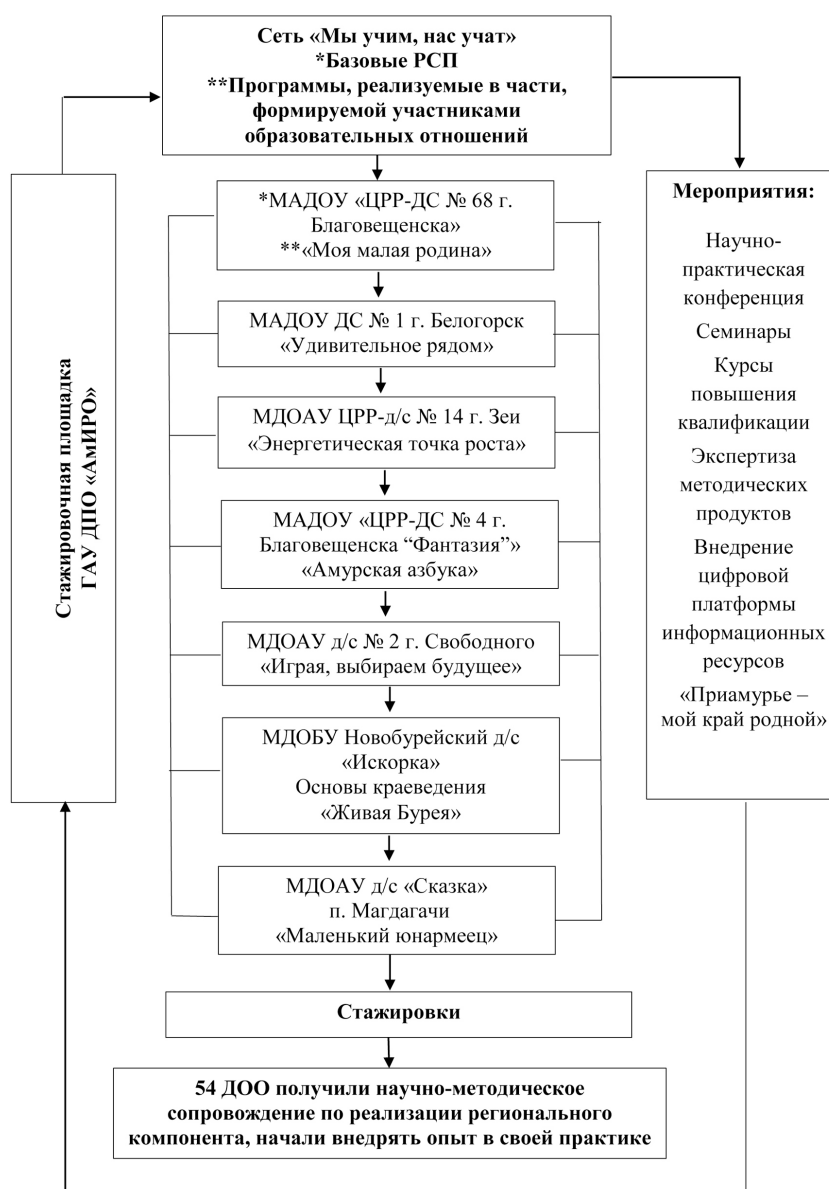 Сеть «Мы учим, нас учат»
*Базовые РСП
**Программы, реализуемые в части,
формируемой участниками
образовательных отношений
Стажировочная площадка
ГАУ ДПО «АмИРО»
*МАДОУ «ЦРР-ДС № 68 г.
Благовещенска»
**«Моя малая родина»
МАДОУ ДС № 1 г. Белогорск
«Удивительное рядом»
МДОАУ ЦРР-д/с № 14 г. Зеи
«Энергетическая точка роста»
МАДОУ «ЦРР-ДС № 4 г.
Благовещенска “Фантазия”»
«Амурская азбука»
МДОАУ д/с № 2 г. Свободного
«Играя, выбираем будущее»
МДОБУ Новобурейский д/с
«Искорка»
Основы краеведения
«Живая Бурея»
МДОАУ д/с «Сказка»
п. Магдагачи
«Маленький юнармеец»
Стажировки
54 ДОО получили научно-методическое
сопровождение по реализации регионального
компонента, начали внедрять опыт в своей практике
Мероприятия:
Научно-
практическая
конференция
Семинары
Курсы
повышения
квалификации
Экспертиза
методических
продуктов
Внедрение
цифровой
платформы
информационных
ресурсов
«Приамурье –
мой край родной»